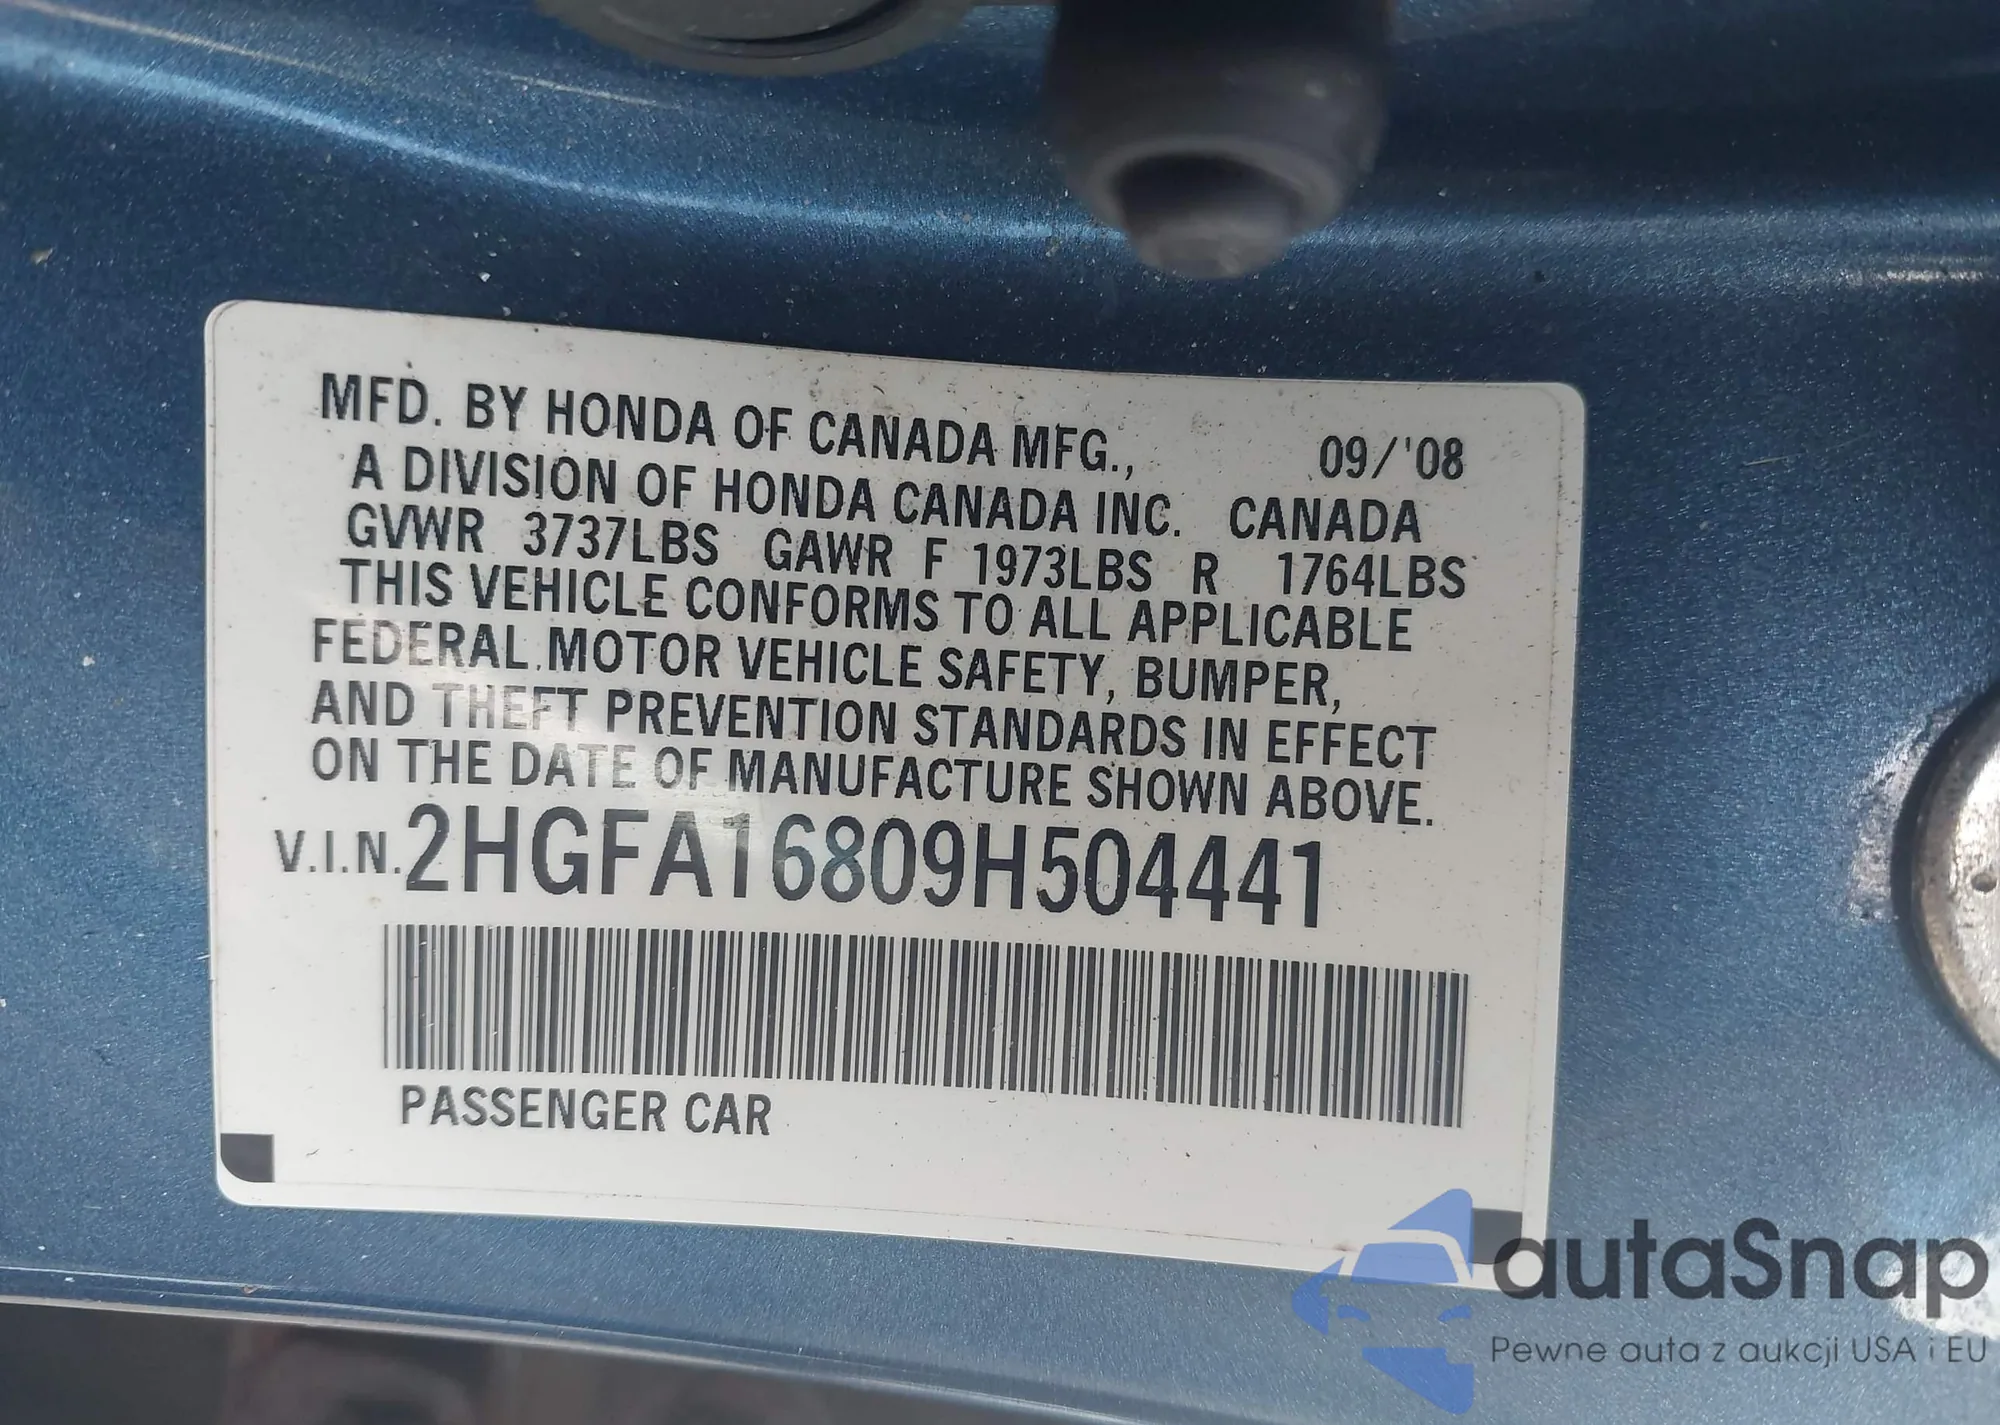 MFD. BY HONDA OF CANADA MFG., 09/'08
A DIVISION OF HONDA CANADA INC. CANADA
GVWR 3737LBS GAWR F 1973LBS R 1764LBS
THIS VEHICLE CONFORMS TO ALL APPLICABLE
FEDERAL MOTOR VEHICLE SAFETY, BUMPER,
AND THEFT PREVENTION STANDARDS IN EFFECT
ON THE DATE OF MANUFACTURE SHOWN ABOVE.
V.I.N. 2HGFA16809H504441
PASSENGER CAR
autaSnap
Pewne auta z aukcji USA i EU